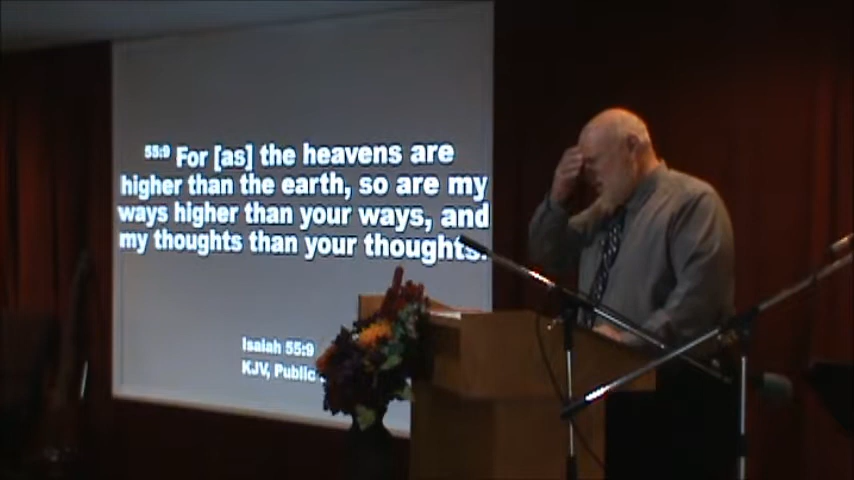 55:9 For [as] the heavens are
higher than the earth, so are my
ways higher than your ways, and
my thoughts than your thoughts.
Isaiah 55:9
KJV, Public